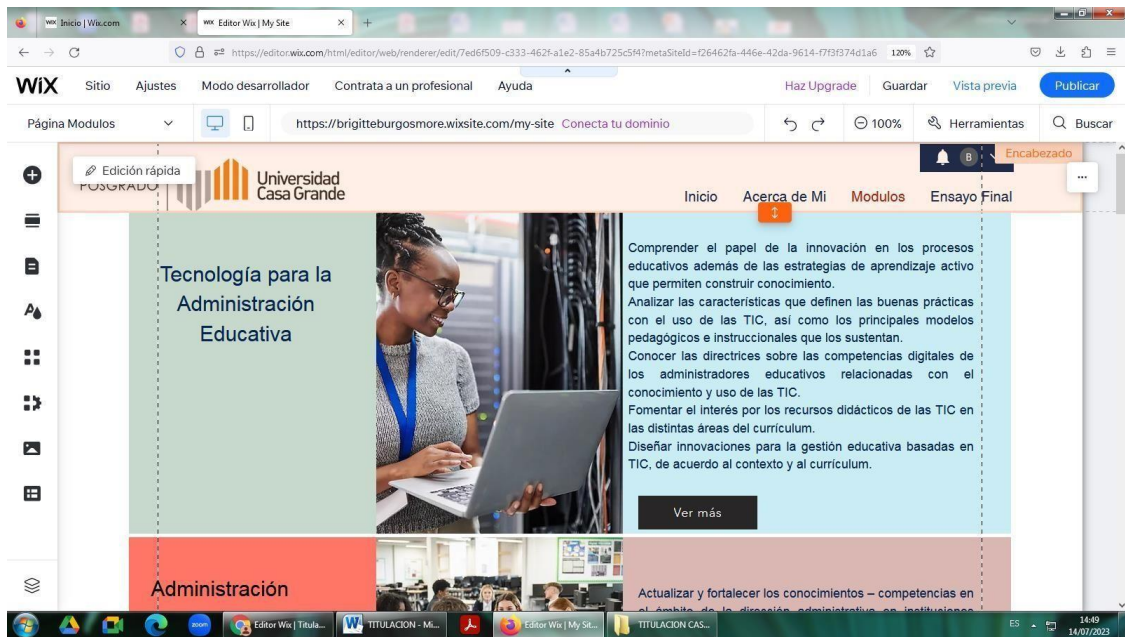 Inicio | Wix.com
Editor Wix | My Site
https://editor.wix.com/html/editor/web/renderer/edit/7ed6f509-c333-462f-a1e2-85a4b725c5f4?metaSiteId=f26462fa-446e-42da-9614-f7f3f374d1a6 120%
WiX Sitio Ajustes Modo desarrollador Contrata a un profesional Ayuda Haz Upgrade Guardar Vista previa Publicar
Página Modulos https://brigitteburgosmore.wixsite.com/my-site Conecta tu dominio 100% Herramientas Buscar
Edición rápida
Encabezado
B
POSGRADO
Universidad
Casa Grande
Inicio Acerca de Mi Modulos Ensayo Final
Tecnología para la
Administración
Educativa
Comprender el papel de la innovación en los procesos
educativos además de las estrategias de aprendizaje activo
que permiten construir conocimiento.
Analizar las características que definen las buenas prácticas
con el uso de las TIC, así como los principales modelos
pedagógicos e instruccionales que los sustentan.
Conocer las directrices sobre las competencias digitales de
los administradores educativos relacionadas con el
conocimiento y uso de las TIC.
Fomentar el interés por los recursos didácticos de las TIC en
las distintas áreas del currículum.
Diseñar innovaciones para la gestión educativa basadas en
TIC, de acuerdo al contexto y al currículum.
Ver más
Administración
Actualizar y fortalecer los conocimientos – competencias en
el ámbito de la dirección administrativa en instituciones
zoom
Editor Wix | Titula...
TITULACION - Mi...
Editor Wix | My Sit...
TITULACION CAS...
ES
14:49
14/07/2023